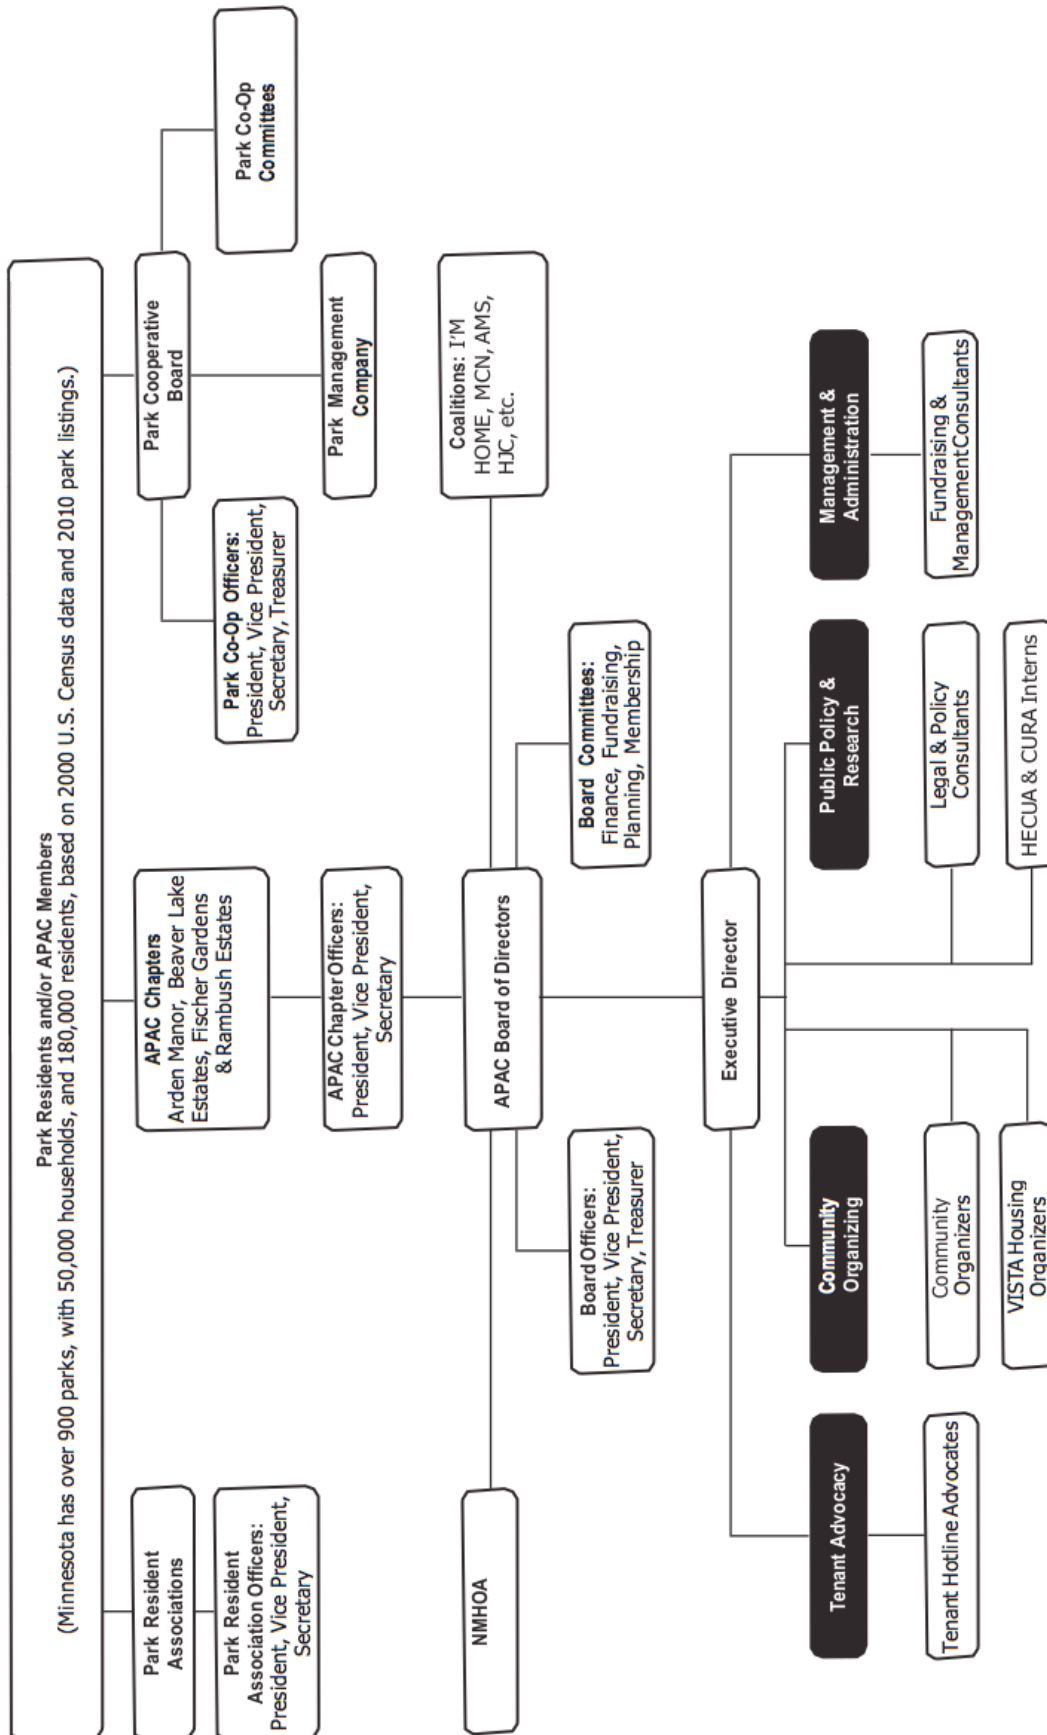 Park Residents and/or APAC Members
(Minnesota has over 900 parks, with 50,000 households, and 180,000 residents, based on 2000 U.S. Census data and 2010 park listings.)
Park Resident
Associations
Park Resident
Association Officers:
President, Vice President,
Secretary
APAC Chapters
Arden Manor, Beaver Lake
Estates, Fischer Gardens
& Rambush Estates
APAC Chapter Officers:
President, Vice President,
Secretary
Park Cooperative
Board
Park Co-Op Officers:
President, Vice President,
Secretary, Treasurer
Park Co-Op
Committees
Park Management
Company
NMHOA
APAC Board of Directors
Coalitions: I'M
HOME, MCN, AMS,
HJC, etc.
Board Officers:
President, Vice President,
Secretary, Treasurer
Board Committees:
Finance, Fundraising,
Planning, Membership
Executive Director
Tenant Advocacy
Community
Organizing
Public Policy &
Research
Management &
Administration
Tenant Hotline Advocates
Community
Organizers
Legal & Policy
Consultants
Fundraising &
Management Consultants
VISTA Housing
Organizers
HECUA & CURA Interns